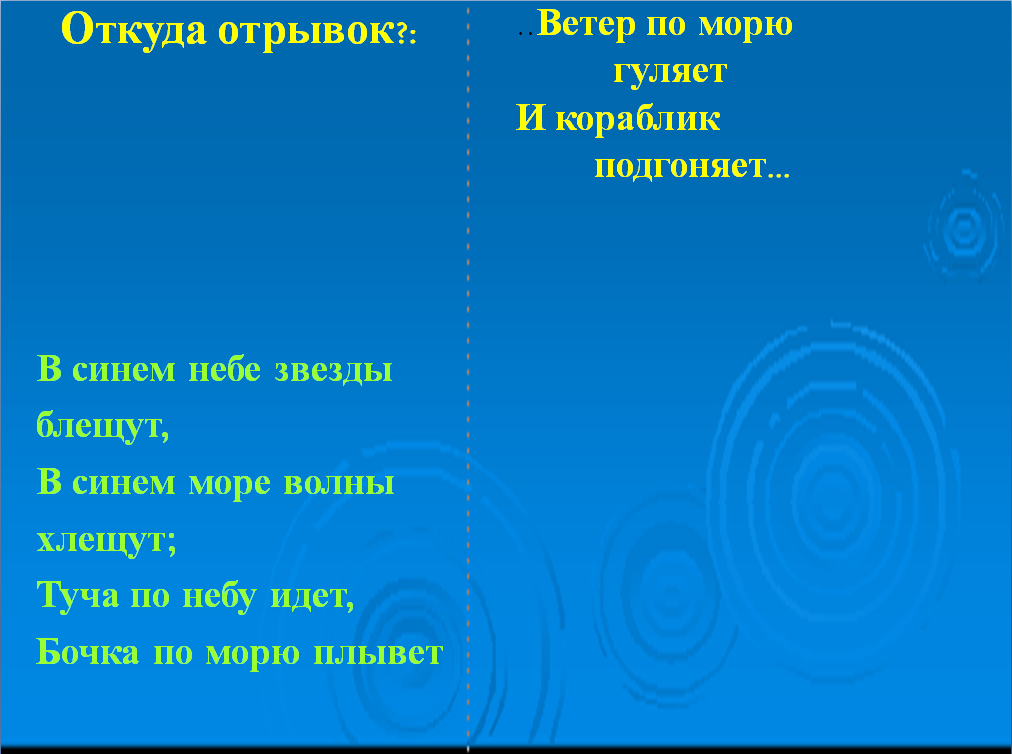 Откуда отрывок?:
В синем небе звезды
блещут,
В синем море волны
хлещут;
Туча по небу идет,
Бочка по морю плывет
..Ветер по морю
гуляет
И кораблик
подгоняет...